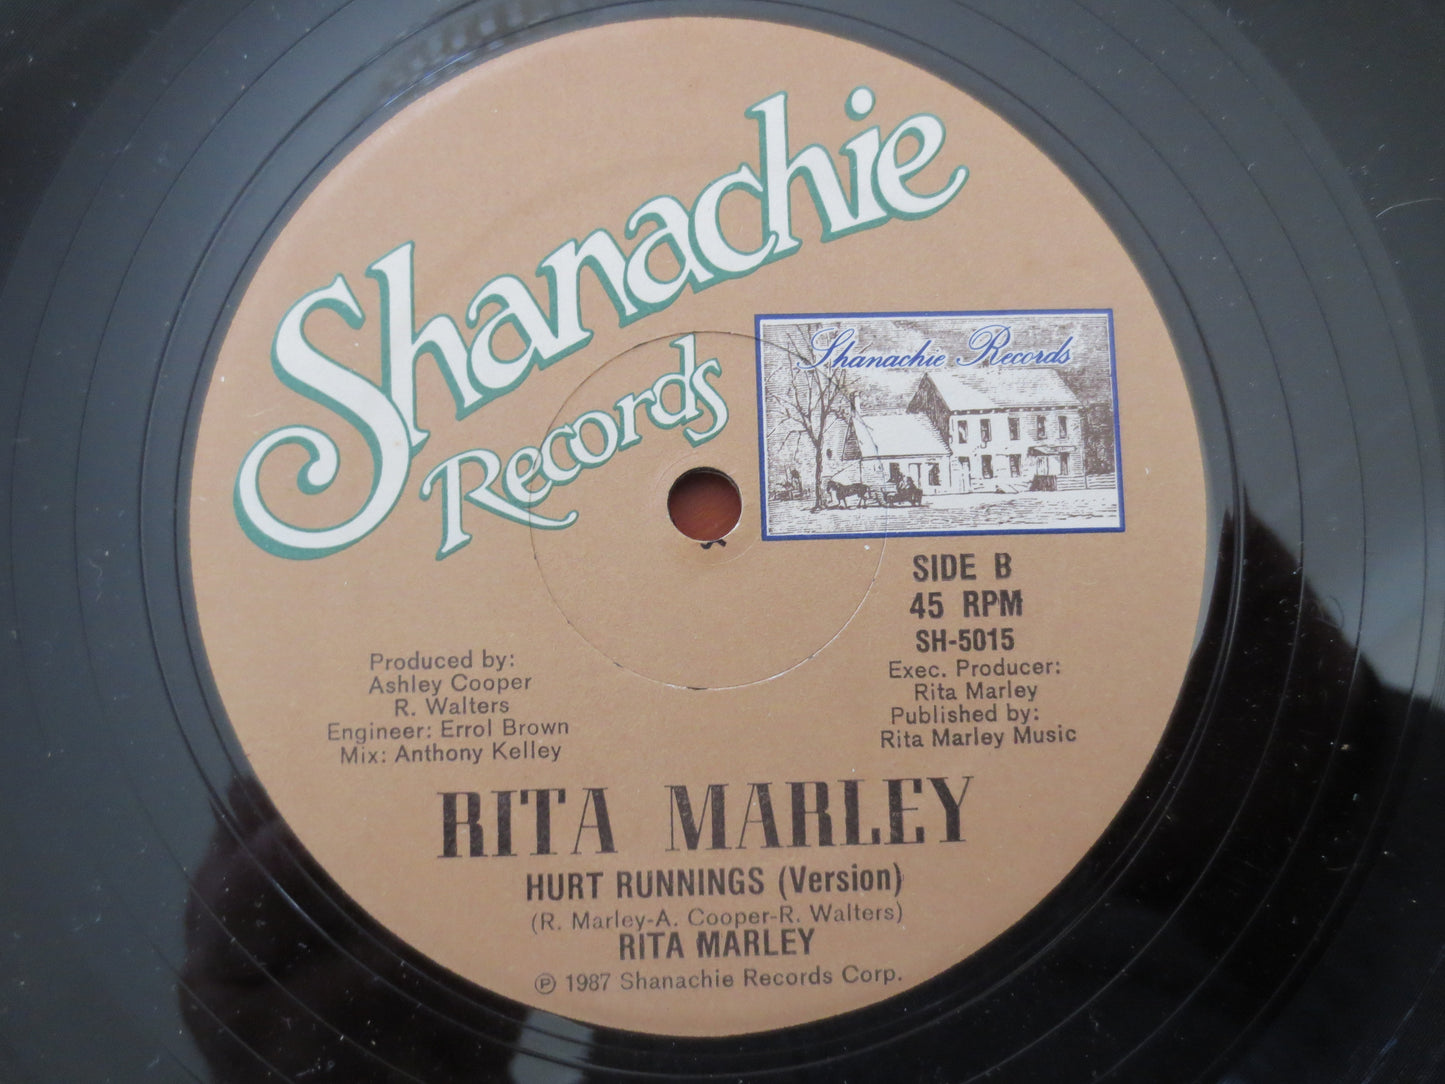 Shanachie
Records
Shanachie Records
SIDE B
45 RPM
SH-5015
Exec. Producer:
Rita Marley
Published by:
Rita Marley Music
Produced by:
Ashley Cooper
R. Walters
Engineer: Errol Brown
Mix: Anthony Kelley
RITA MARLEY
HURT RUNNINGS (Version)
(R. Marley-A. Cooper-R. Walters)
RITA MARLEY
℗ 1987 Shanachie Records Corp.